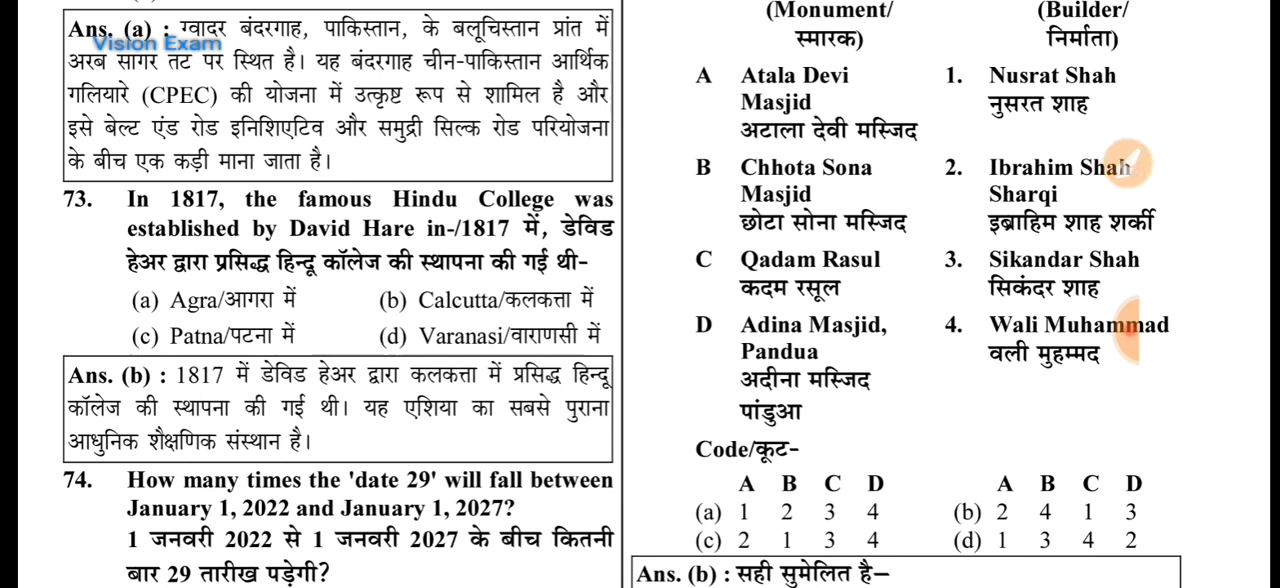 Ans. (a) : ग्वादर बंदरगाह, पाकिस्तान, के बलूचिस्तान प्रांत में
Vision Exam
अरब सागर तट पर स्थित है। यह बंदरगाह चीन-पाकिस्तान आर्थिक
गलियारे (CPEC) की योजना में उत्कृष्ट रूप से शामिल है और
इसे बेल्ट एंड रोड इनिशिएटिव और समुद्री सिल्क रोड परियोजना
के बीच एक कड़ी माना जाता है।
73. In 1817, the famous Hindu College was
established by David Hare in-/1817 में, डेविड
हेअर द्वारा प्रसिद्ध हिन्दू कॉलेज की स्थापना की गई थी-
(a) Agra/आगरा में (b) Calcutta/कलकत्ता में
(c) Patna/पटना में (d) Varanasi/वाराणसी में
Ans. (b) : 1817 में डेविड हेअर द्वारा कलकत्ता में प्रसिद्ध हिन्दू
कॉलेज की स्थापना की गई थी। यह एशिया का सबसे पुराना
आधुनिक शैक्षणिक संस्थान है।
74. How many times the 'date 29' will fall between
January 1, 2022 and January 1, 2027?
1 जनवरी 2022 से 1 जनवरी 2027 के बीच कितनी
बार 29 तारीख पड़ेगी?
(Monument/ (Builder/
स्मारक) निर्माता)
A Atala Devi 1. Nusrat Shah
Masjid नुसरत शाह
अटाला देवी मस्जिद
B Chhota Sona 2. Ibrahim Shah
Masjid Sharqi
छोटा सोना मस्जिद इब्राहिम शाह शर्की
C Qadam Rasul 3. Sikandar Shah
कदम रसूल सिकंदर शाह
D Adina Masjid, 4. Wali Muhammad
Pandua वली मुहम्मद
अदीना मस्जिद
पांडुआ
Code/कूट-
A B C D A B C D
(a) 1 2 3 4 (b) 2 4 1 3
(c) 2 1 3 4 (d) 1 3 4 2
Ans. (b) : सही सुमेलित है–